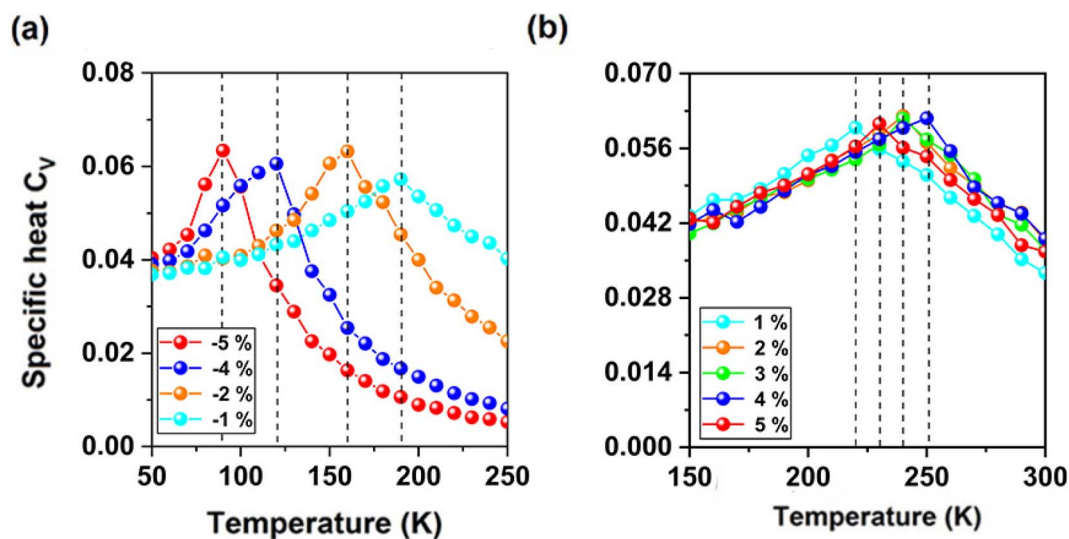 (a)
(b)
Specific heat C_V
0.08
0.06
0.04
0.02
0.00
-5 %
-4 %
-2 %
-1 %
50 100 150 200 250
Temperature (K)
0.070
0.056
0.042
0.028
0.014
0.000
1 %
2 %
3 %
4 %
5 %
150 200 250 300
Temperature (K)